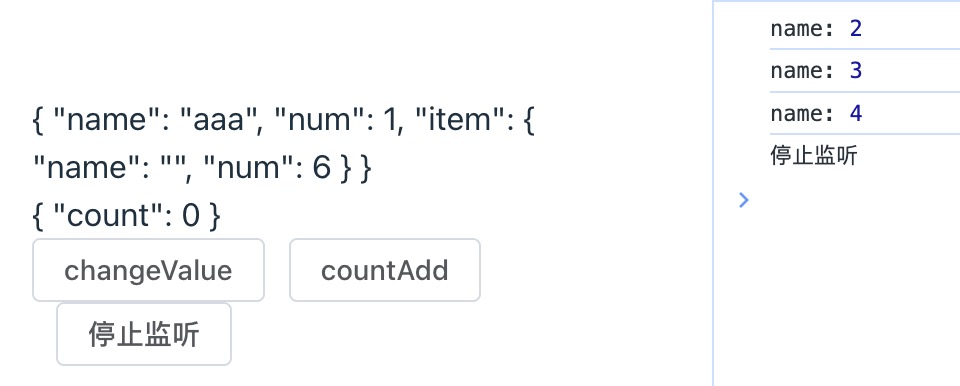 { "name": "aaa", "num": 1, "item": {
"name": "", "num": 6 } }
{ "count": 0 }
changeValue countAdd
停止监听
name: 2
name: 3
name: 4
停止监听